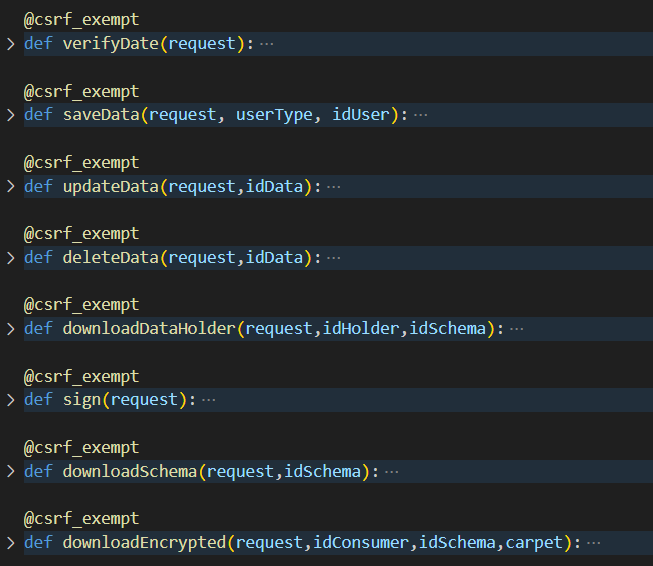 @csrf_exempt
def verifyDate(request): ···
@csrf_exempt
def saveData(request, userType, idUser): ···
@csrf_exempt
def updateData(request,idData): ···
@csrf_exempt
def deleteData(request,idData): ···
@csrf_exempt
def downloadDataHolder(request,idHolder,idSchema): ···
@csrf_exempt
def sign(request): ···
@csrf_exempt
def downloadSchema(request,idSchema): ···
@csrf_exempt
def downloadEncrypted(request,idConsumer,idSchema,carpet): ···